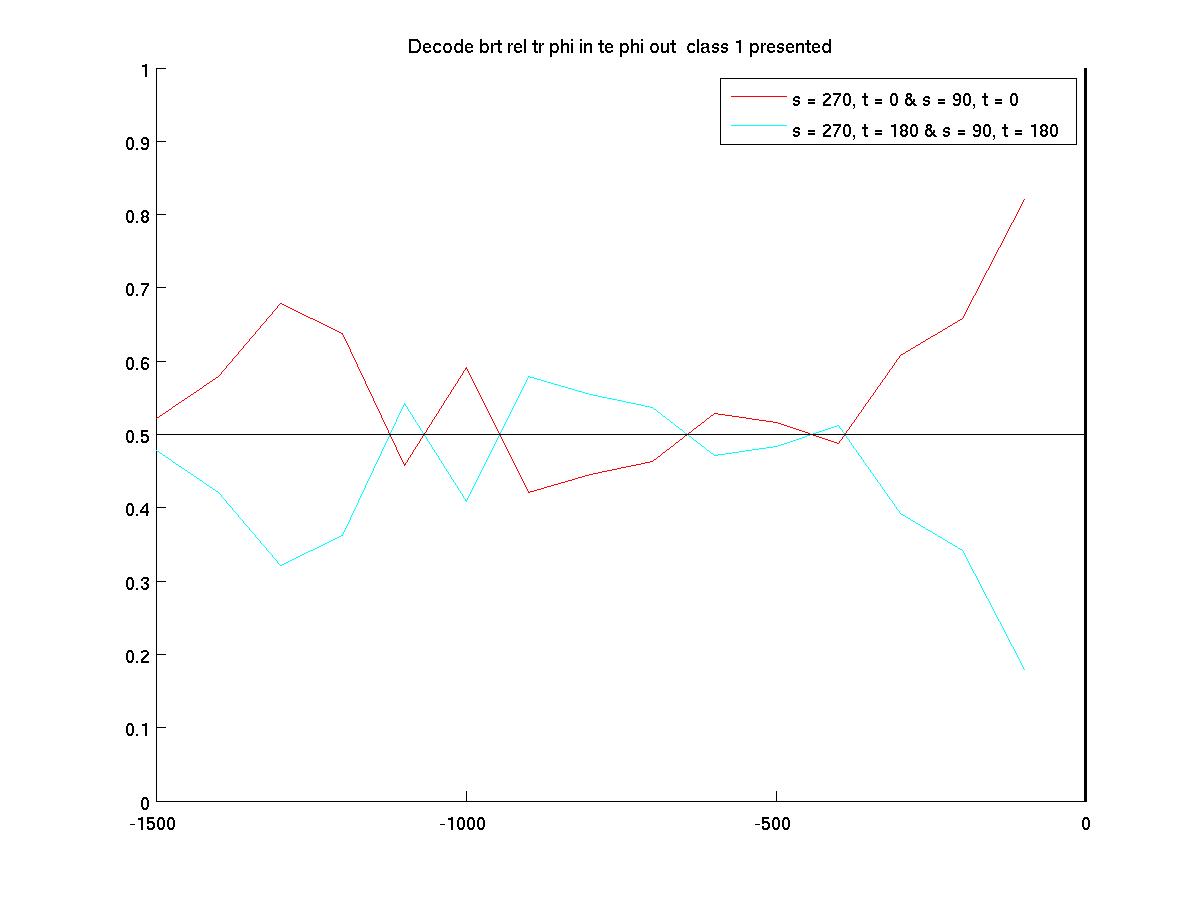 Decode brt rel tr phi in te phi out  class 1 presented
s = 270, t = 0 & s = 90, t = 0
s = 270, t = 180 & s = 90, t = 180
1
0.9
0.8
0.7
0.6
0.5
0.4
0.3
0.2
0.1
0
-1500 -1000 -500 0